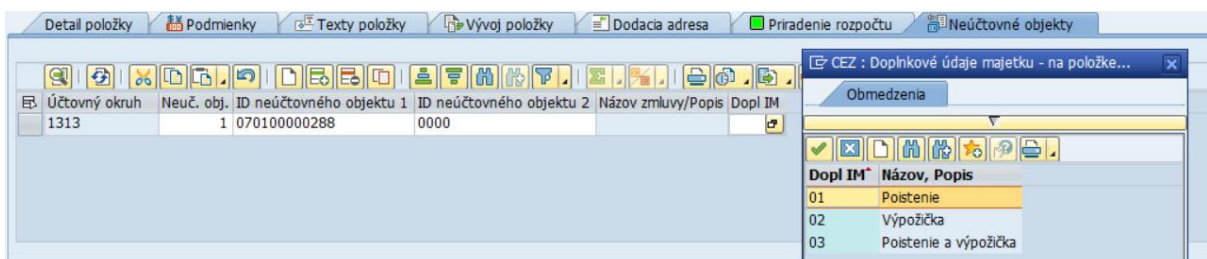 Detail položky Podmienky Texty položky Vývoj položky Dodacia adresa Priradenie rozpočtu Neúčtovné objekty
CEZ : Doplnkové údaje majetku - na položke...
Obmedzenia
Účtovný okruh Neuč. obj. ID neúčtovného objektu 1 ID neúčtovného objektu 2 Názov zmluvy/Popis Dopl IM
1313 1 070100000288 0000
Dopl IM Názov, Popis
01 Poistenie
02 Výpožička
03 Poistenie a výpožička